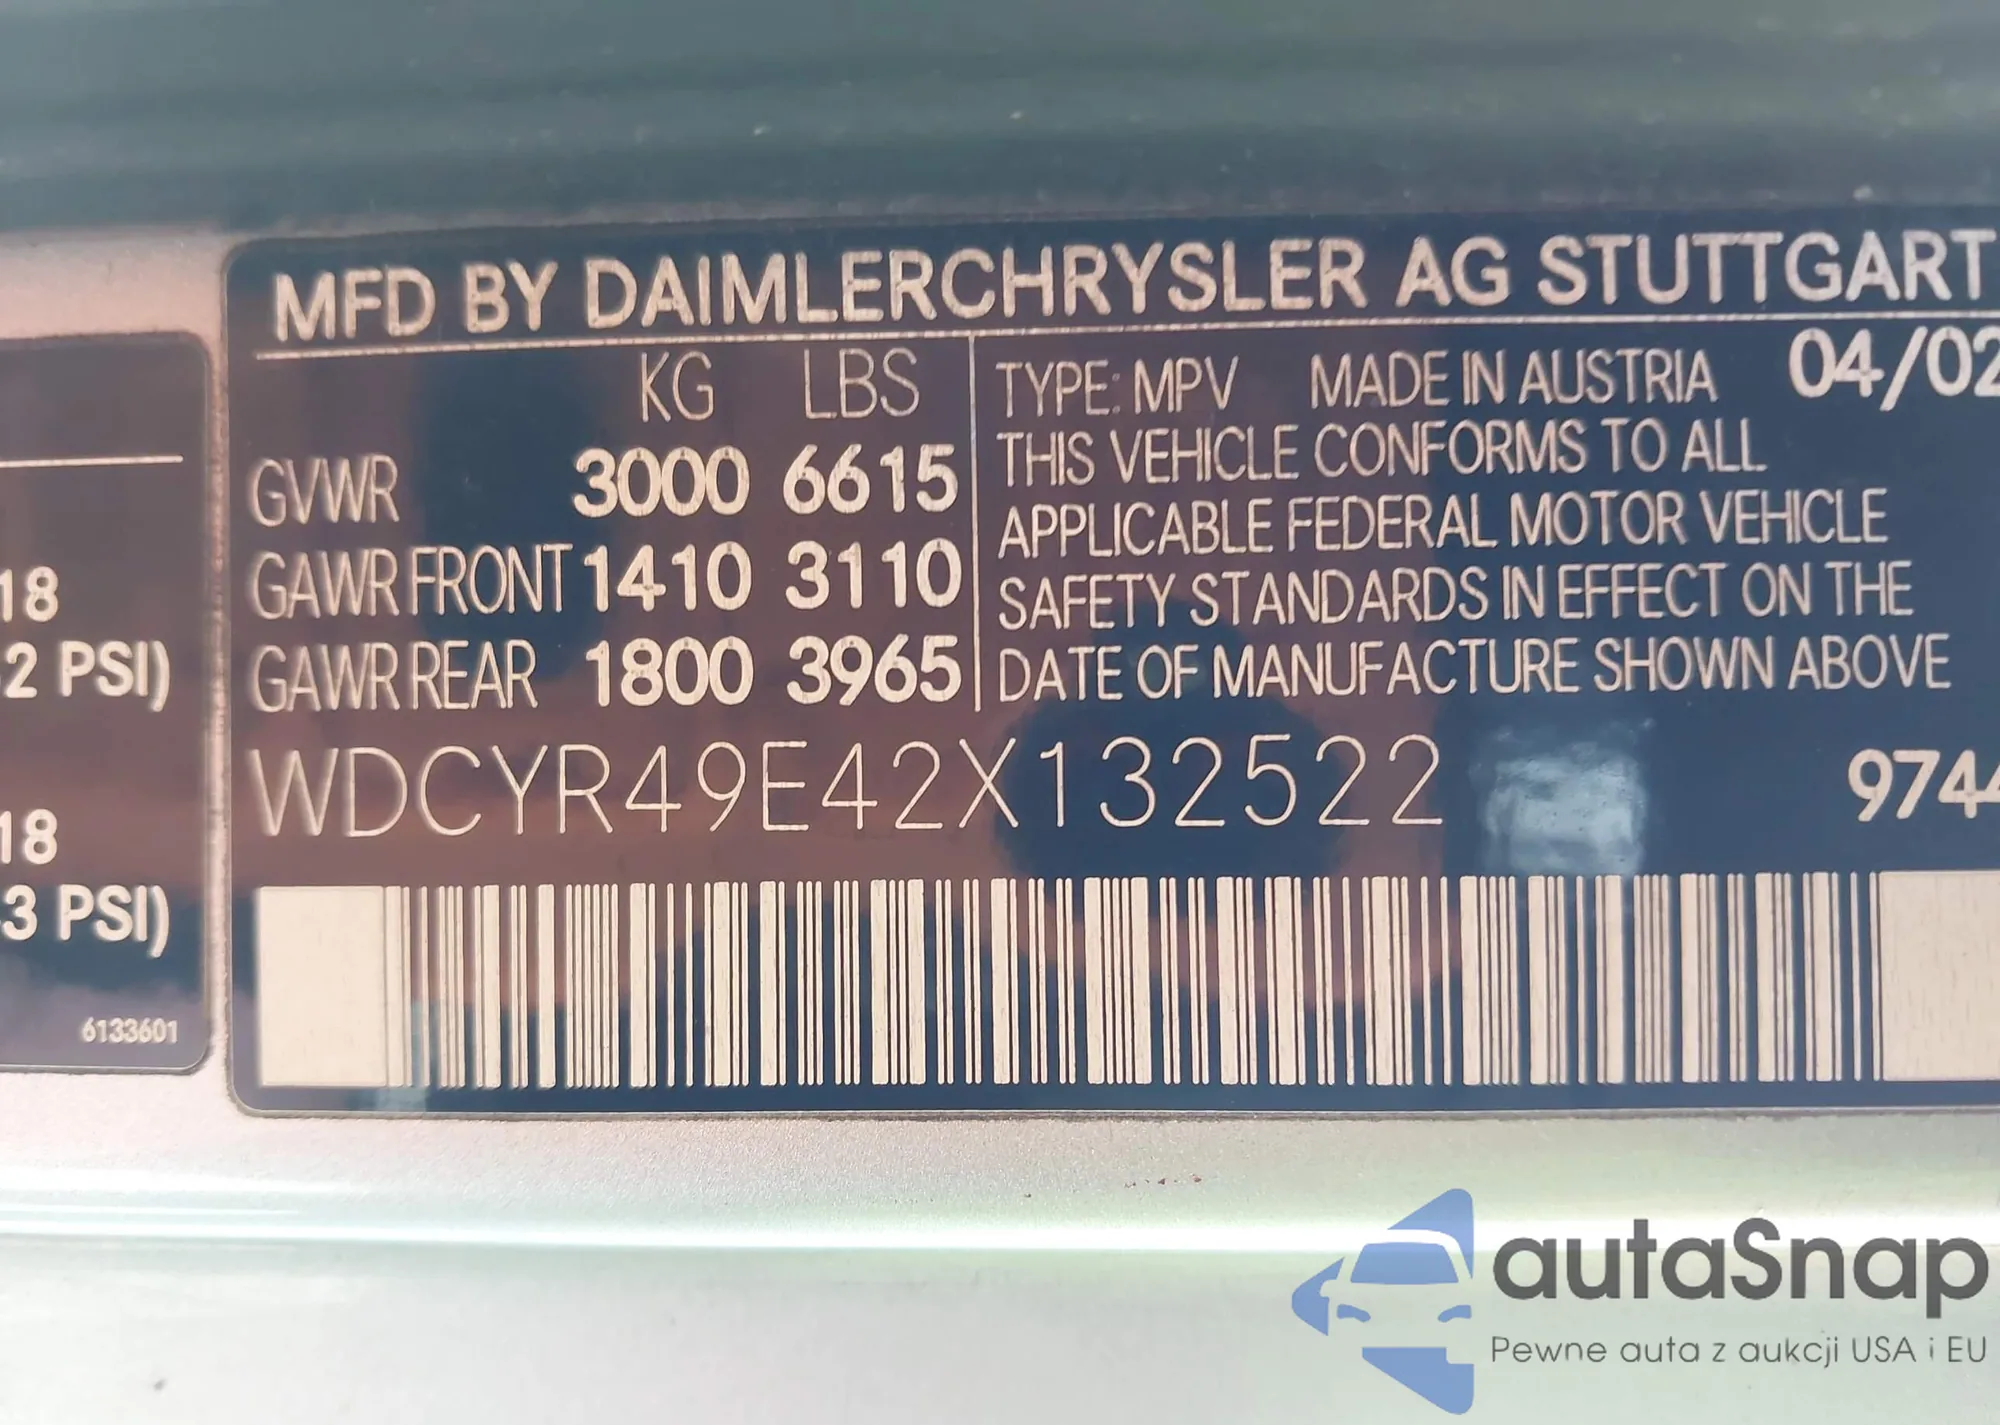 MFD BY DAIMLERCHRYSLER AG STUTTGART
KG LBS
GVWR 3000 6615
GAWR FRONT 1410 3110
GAWR REAR 1800 3965
TYPE: MPV MADE IN AUSTRIA 04/02
THIS VEHICLE CONFORMS TO ALL
APPLICABLE FEDERAL MOTOR VEHICLE
SAFETY STANDARDS IN EFFECT ON THE
DATE OF MANUFACTURE SHOWN ABOVE
WDCYR49E42X132522
9744
18
2 PSI)
18
3 PSI)
6133601
autaSnap
Pewne auta z aukcji USA i EU